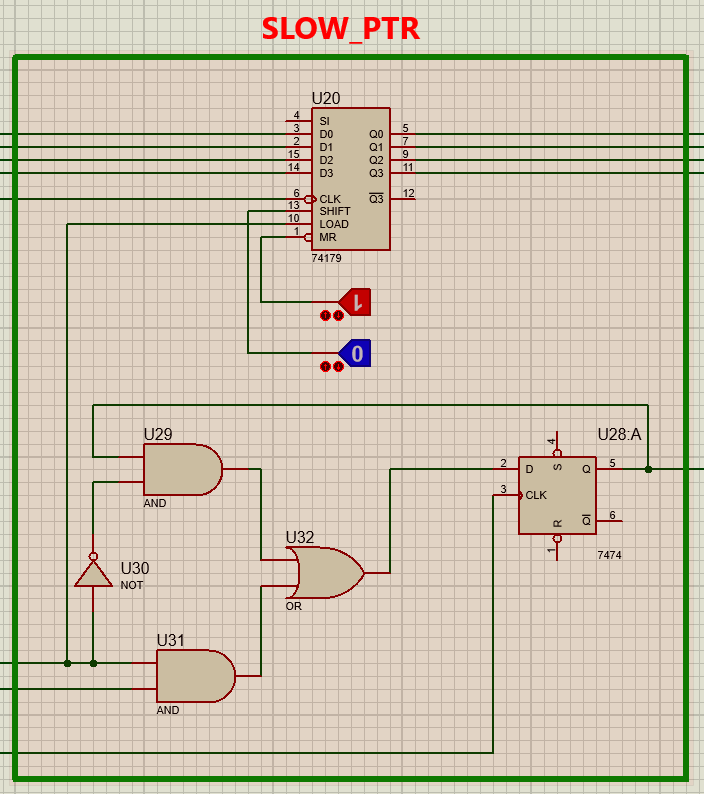 SLOW_PTR
U20
4 SI
3 D0 Q0 5
2 D1 Q1 7
15 D2 Q2 9
14 D3 Q3 11
6 CLK Q3 12
13 SHIFT
10 LOAD
1 MR
74179
1
0
U29
AND
U28:A
4
S
2 D Q 5
3 CLK
R QI 6
1
7474
U32
OR
U30
NOT
U31
AND